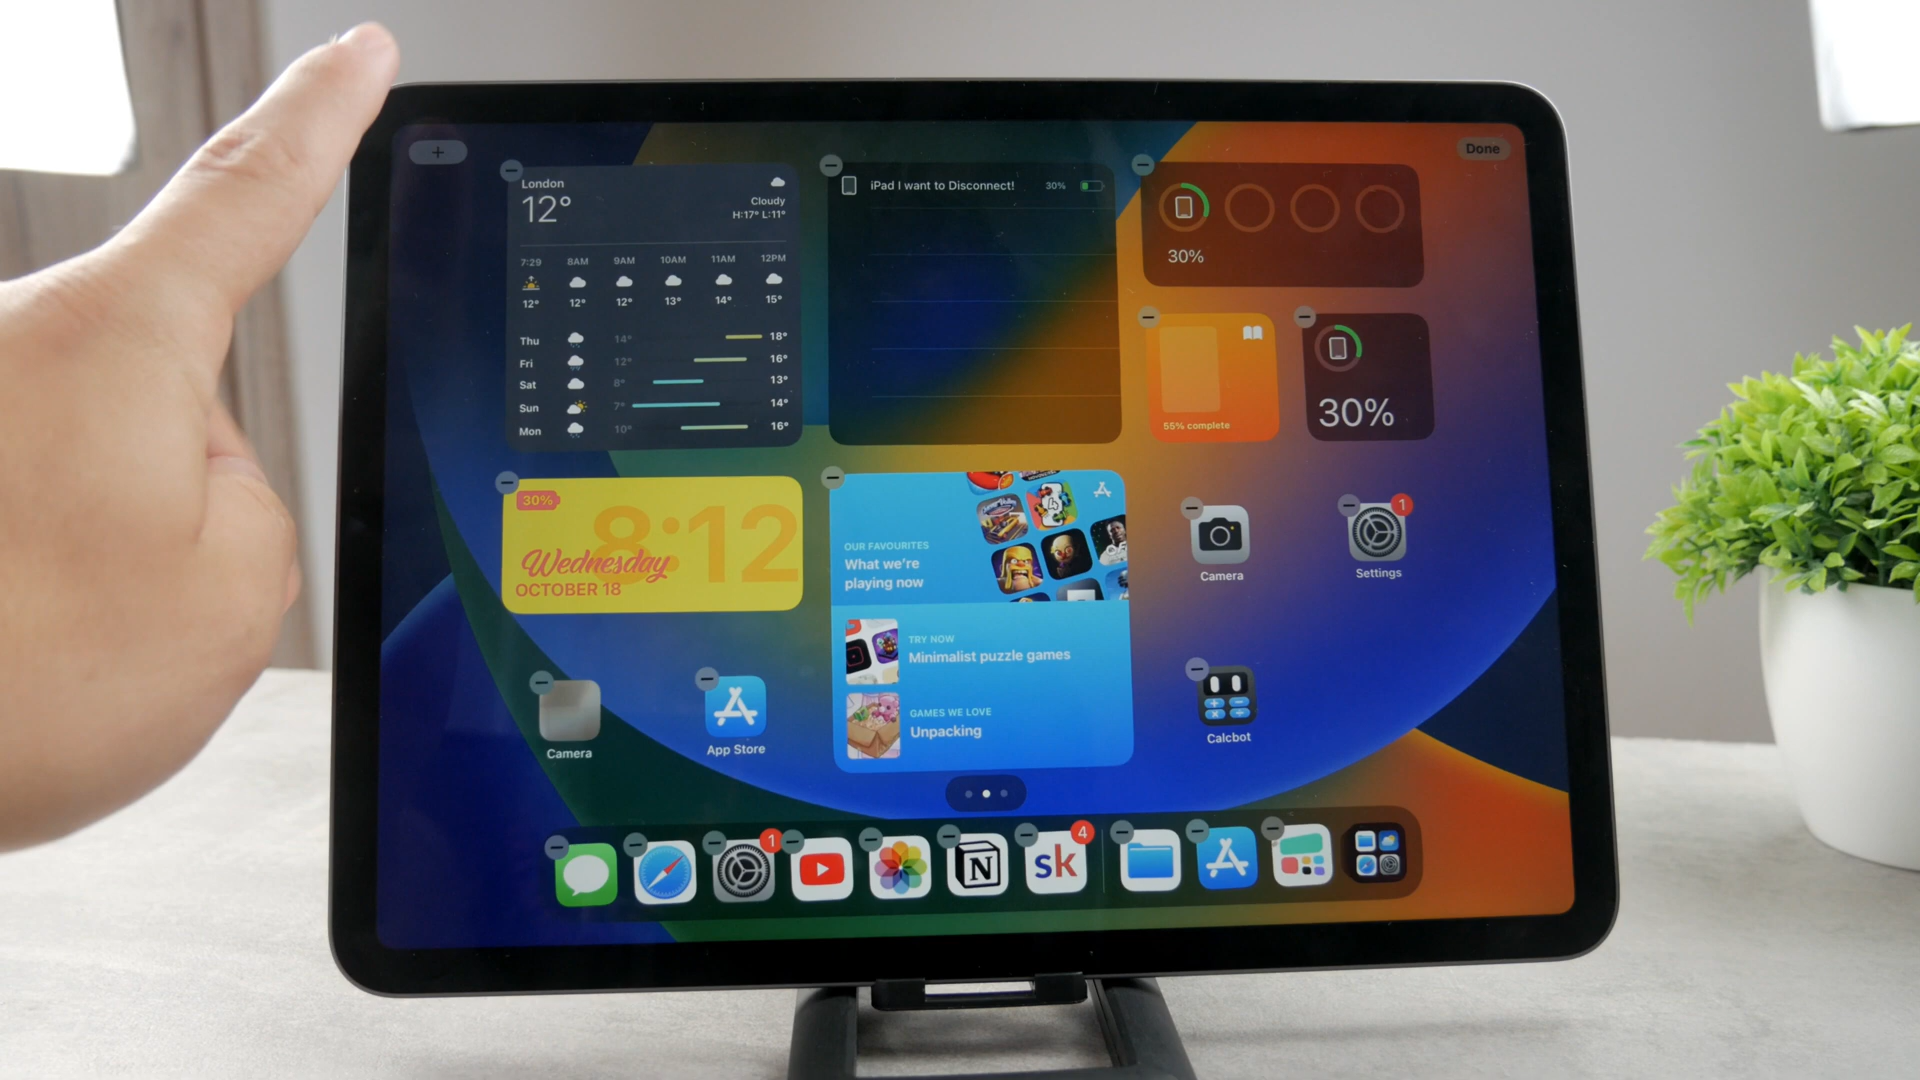 +
Done
London
12°
Cloudy
H:17° L:11°
7:29 8AM 9AM 10AM 11AM 12PM
12° 12° 12° 13° 14° 15°
Thu 14° 18°
Fri 12° 16°
Sat 8° 13°
Sun 7° 14°
Mon 10° 16°
iPad I want to Disconnect! 30%
30%
55% complete
30%
30%
8:12
Wednesday
OCTOBER 18
OUR FAVOURITES
What we're
playing now
TRY NOW
Minimalist puzzle games
GAMES WE LOVE
Unpacking
Camera
1
Settings
Camera
App Store
Calcbot
1
N
4
sk